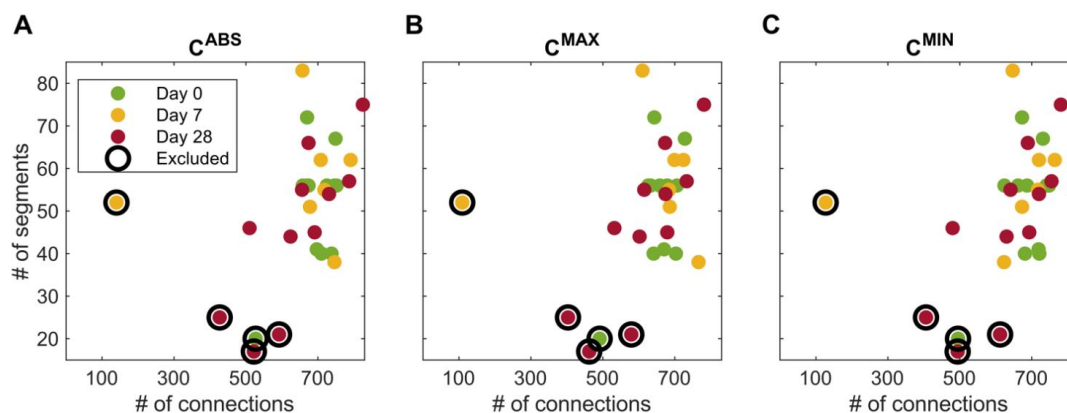 A
C^ABS
# of segments
80
70
60
50
40
30
20
Day 0
Day 7
Day 28
Excluded
100 300 500 700
# of connections
B
C^MAX
100 300 500 700
# of connections
C
C^MIN
100 300 500 700
# of connections